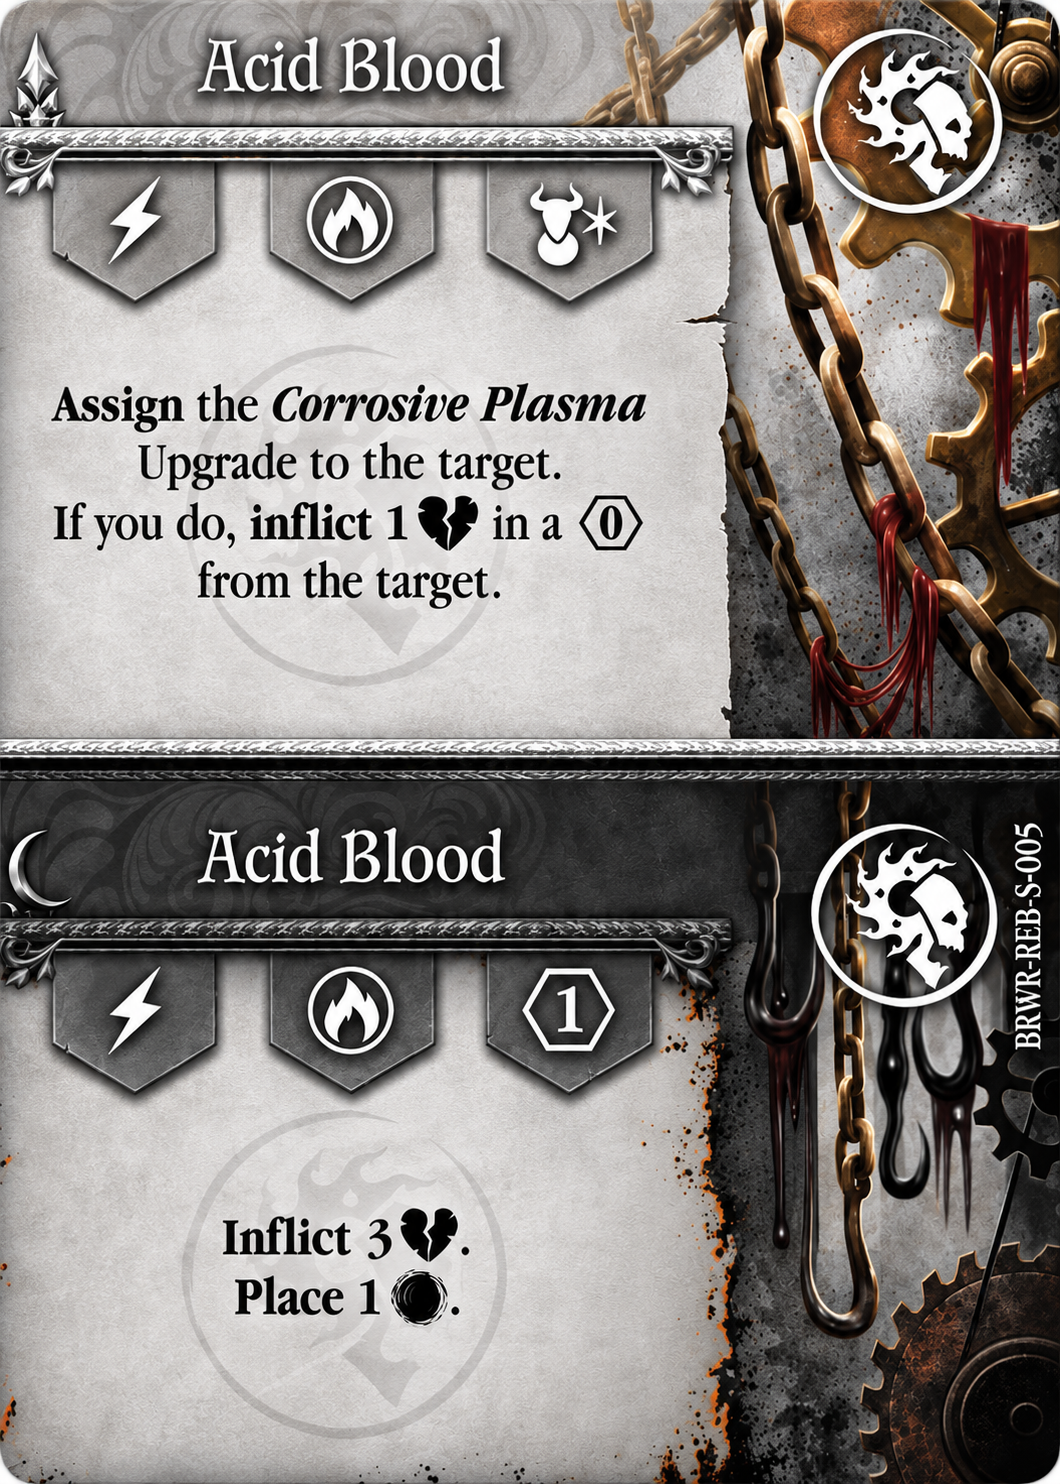 Acid Blood
Assign the Corrosive Plasma
Upgrade to the target.
If you do, inflict 1 in a 0
from the target.
Acid Blood
BRWR-REB-S-005
1
Inflict 3 .
Place 1 .